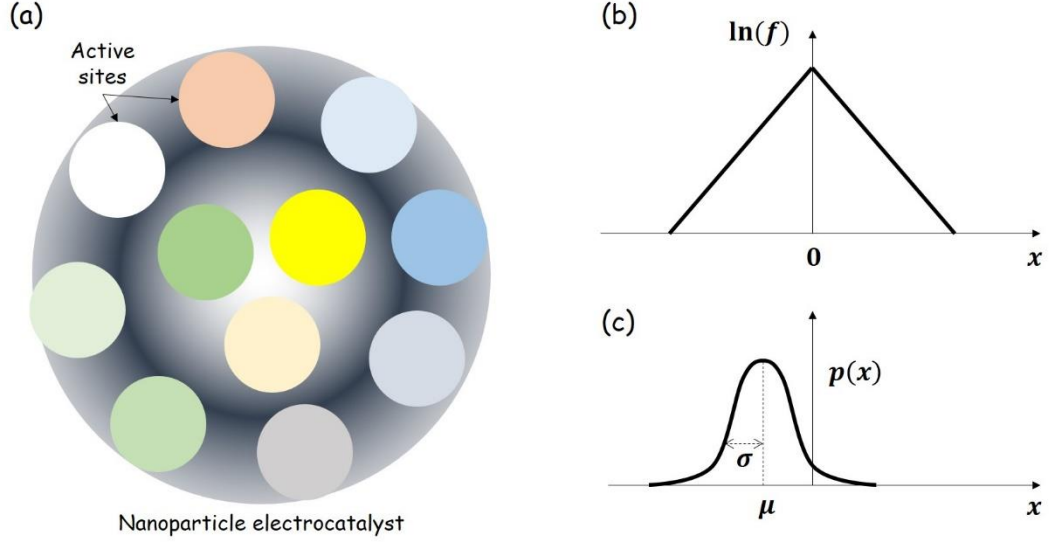 (a)
Active
sites
Nanoparticle electrocatalyst
(b)
ln(f)
0
x
(c)
p(x)
σ
μ
x